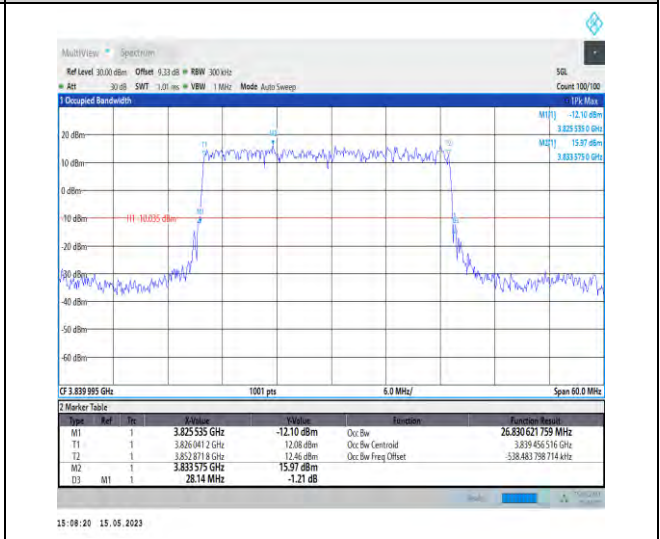 MultiView Spectrum
Ref Level 30.00 dBm Offset 9.33 dB RBW 300 kHz SGL
Att 30 dB SWT 1.01 ms VBW 1 MHz Mode Auto Sweep Count 100/100
1 Occupied Bandwidth 1Pk Max
M1[1] -12.10 dBm
3.825 535 0 GHz
M2[1] 15.97 dBm
3.833 575 0 GHz
20 dBm
10 dBm
0 dBm
-10 dBm H1 -10.035 dBm
-20 dBm
-30 dBm
-40 dBm
-50 dBm
-60 dBm
CF 3.839 995 GHz 1001 pts 6.0 MHz/ Span 60.0 MHz
2 Marker Table
Type Ref Trc X-Value Y-Value Function Function Result
M1 1 3.825 535 GHz -12.10 dBm Occ Bw 26.830 621 759 MHz
T1 1 3.826 041 2 GHz 12.08 dBm Occ Bw Centroid 3.839 456 516 GHz
T2 1 3.852 871 8 GHz 12.46 dBm Occ Bw Freq Offset -538.483 798 714 kHz
M2 1 3.833 575 GHz 15.97 dBm
D3 M1 1 28.14 MHz -1.21 dB
15:08:20 15.05.2023